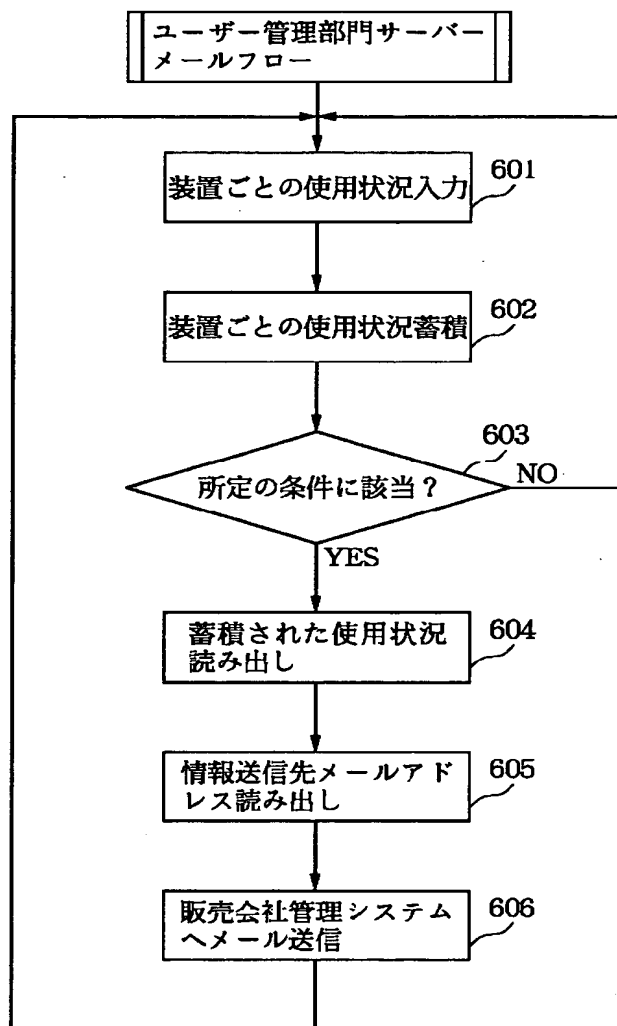 ユーザー管理部門サーバー
メールフロー
601
装置ごとの使用状況入力
602
装置ごとの使用状況蓄積
603
所定の条件に該当？
NO
YES
604
蓄積された使用状況
読み出し
605
情報送信先メールアド
レス読み出し
606
販売会社管理システム
へメール送信